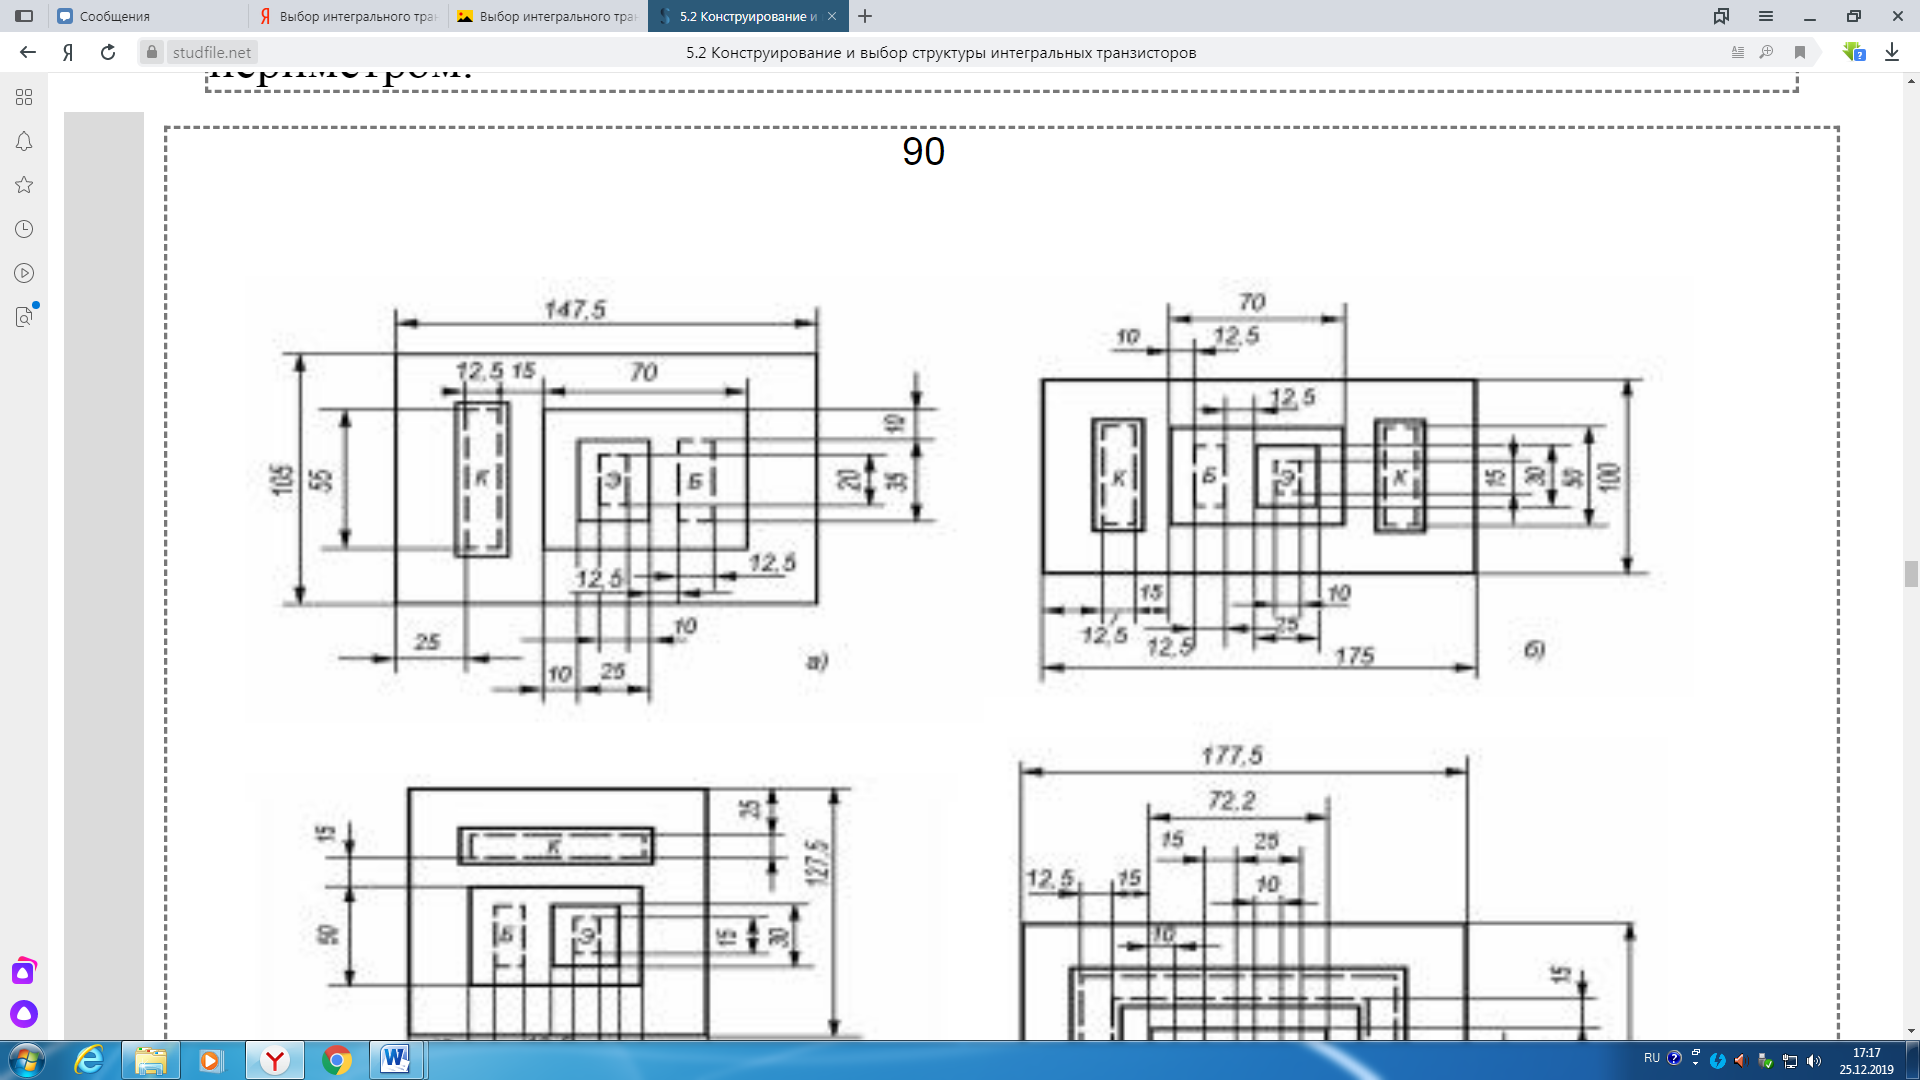 Сообщения
Выбор интегрального тран
Выбор интегрального тран
5.2 Конструирование и
studfile.net
5.2 Конструирование и выбор структуры интегральных транзисторов
периметром.
90
147,5
12,5 15 70
105
55
К
Э
Б
10
20
35
12,5
12,5
10
25
10 25
а)
70
10 12,5
12,5
К
Б
Э
К
15
30
50
100
15
10
12,5
12,5
25
175
б)
25
15
К
127,5
50
Б
Э
15
30
177,5
72,2
15 25
12,5 15
10
10
15
RU
17:17
25.12.2019